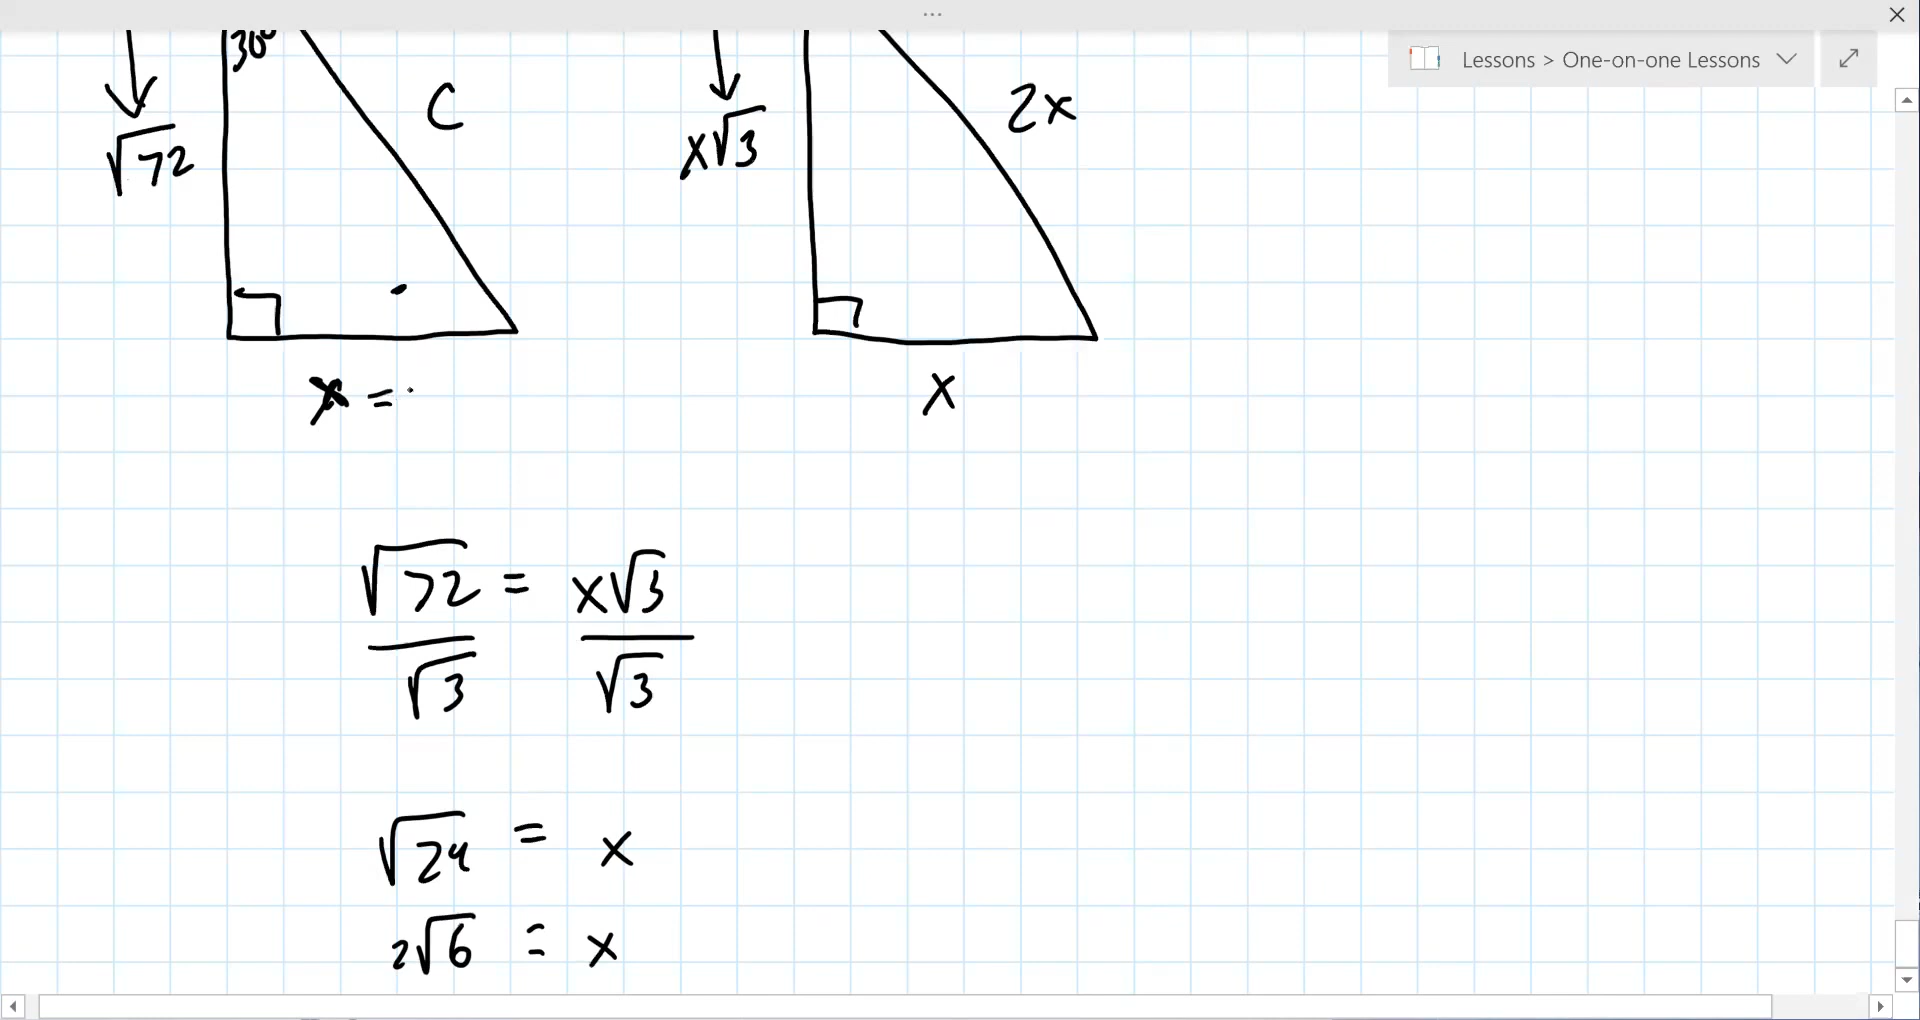 Lessons > One-on-one Lessons
30°
C
2x
√72
x√3
x =
x
√72 = x√3
√3 √3
√24 = x
2√6 = x